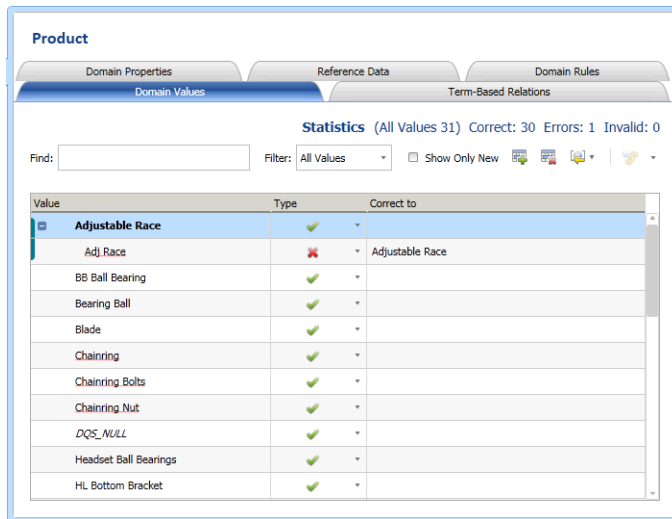 Product
Domain Properties Reference Data Domain Rules
Domain Values Term-Based Relations
Statistics (All Values 31) Correct: 30 Errors: 1 Invalid: 0
Find: Filter: All Values Show Only New
Value Type Correct to
Adjustable Race
Adj Race Adjustable Race
BB Ball Bearing
Bearing Ball
Blade
Chainring
Chainring Bolts
Chainring Nut
DQS_NULL
Headset Ball Bearings
HL Bottom Bracket